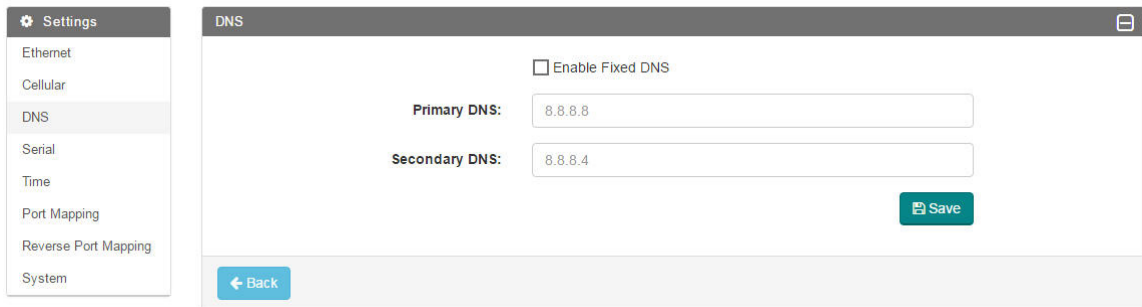 Settings
Ethernet
Cellular
DNS
Serial
Time
Port Mapping
Reverse Port Mapping
System
DNS
Enable Fixed DNS
Primary DNS: 8.8.8.8
Secondary DNS: 8.8.8.4
Save
Back